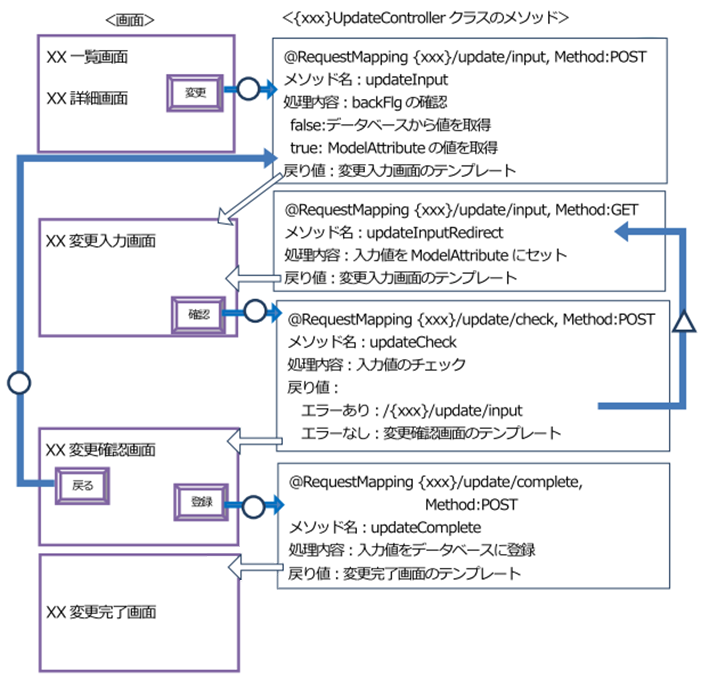 ＜画面＞
＜{xxx}UpdateController クラスのメソッド＞
XX 一覧画面
XX 詳細画面
変更
@RequestMapping {xxx}/update/input, Method:POST
メソッド名：updateInput
処理内容：backFlg の確認
false:データベースから値を取得
true: ModelAttribute の値を取得
戻り値：変更入力画面のテンプレート
XX 変更入力画面
確認
@RequestMapping {xxx}/update/input, Method:GET
メソッド名：updateInputRedirect
処理内容：入力値を ModelAttribute にセット
戻り値：変更入力画面のテンプレート
@RequestMapping {xxx}/update/check, Method:POST
メソッド名：updateCheck
処理内容：入力値のチェック
戻り値：
エラーあり：/{xxx}/update/input
エラーなし：変更確認画面のテンプレート
XX 変更確認画面
戻る
登録
@RequestMapping {xxx}/update/complete,
Method:POST
メソッド名：updateComplete
処理内容：入力値をデータベースに登録
戻り値：変更完了画面のテンプレート
XX 変更完了画面